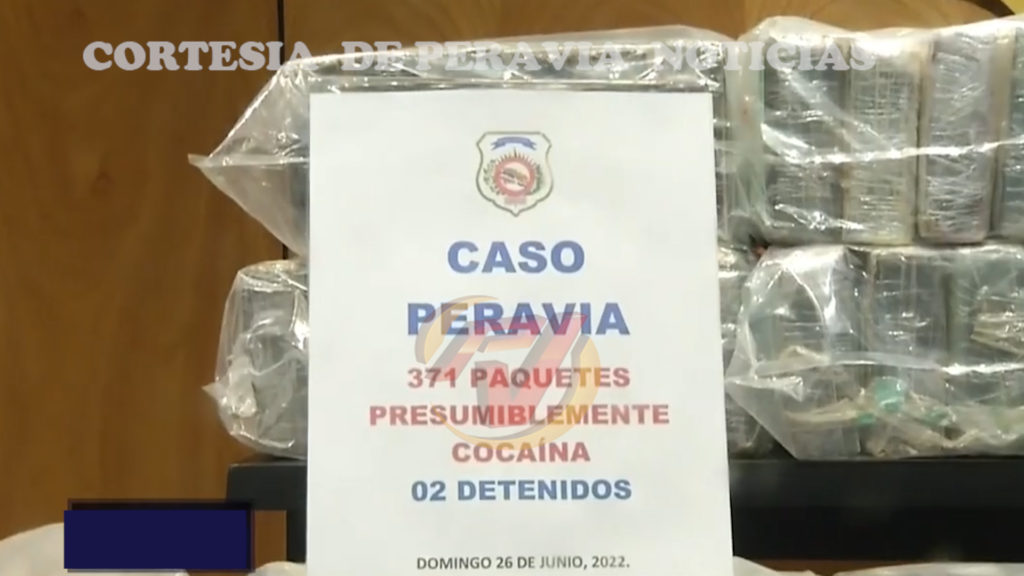 CORTESIA DE PERAVIA NOTICIAS
CASO
PERAVIA
371 PAQUETES
PRESUMIBLEMENTE
COCAÍNA
02 DETENIDOS
DOMINGO 26 DE JUNIO, 2022.